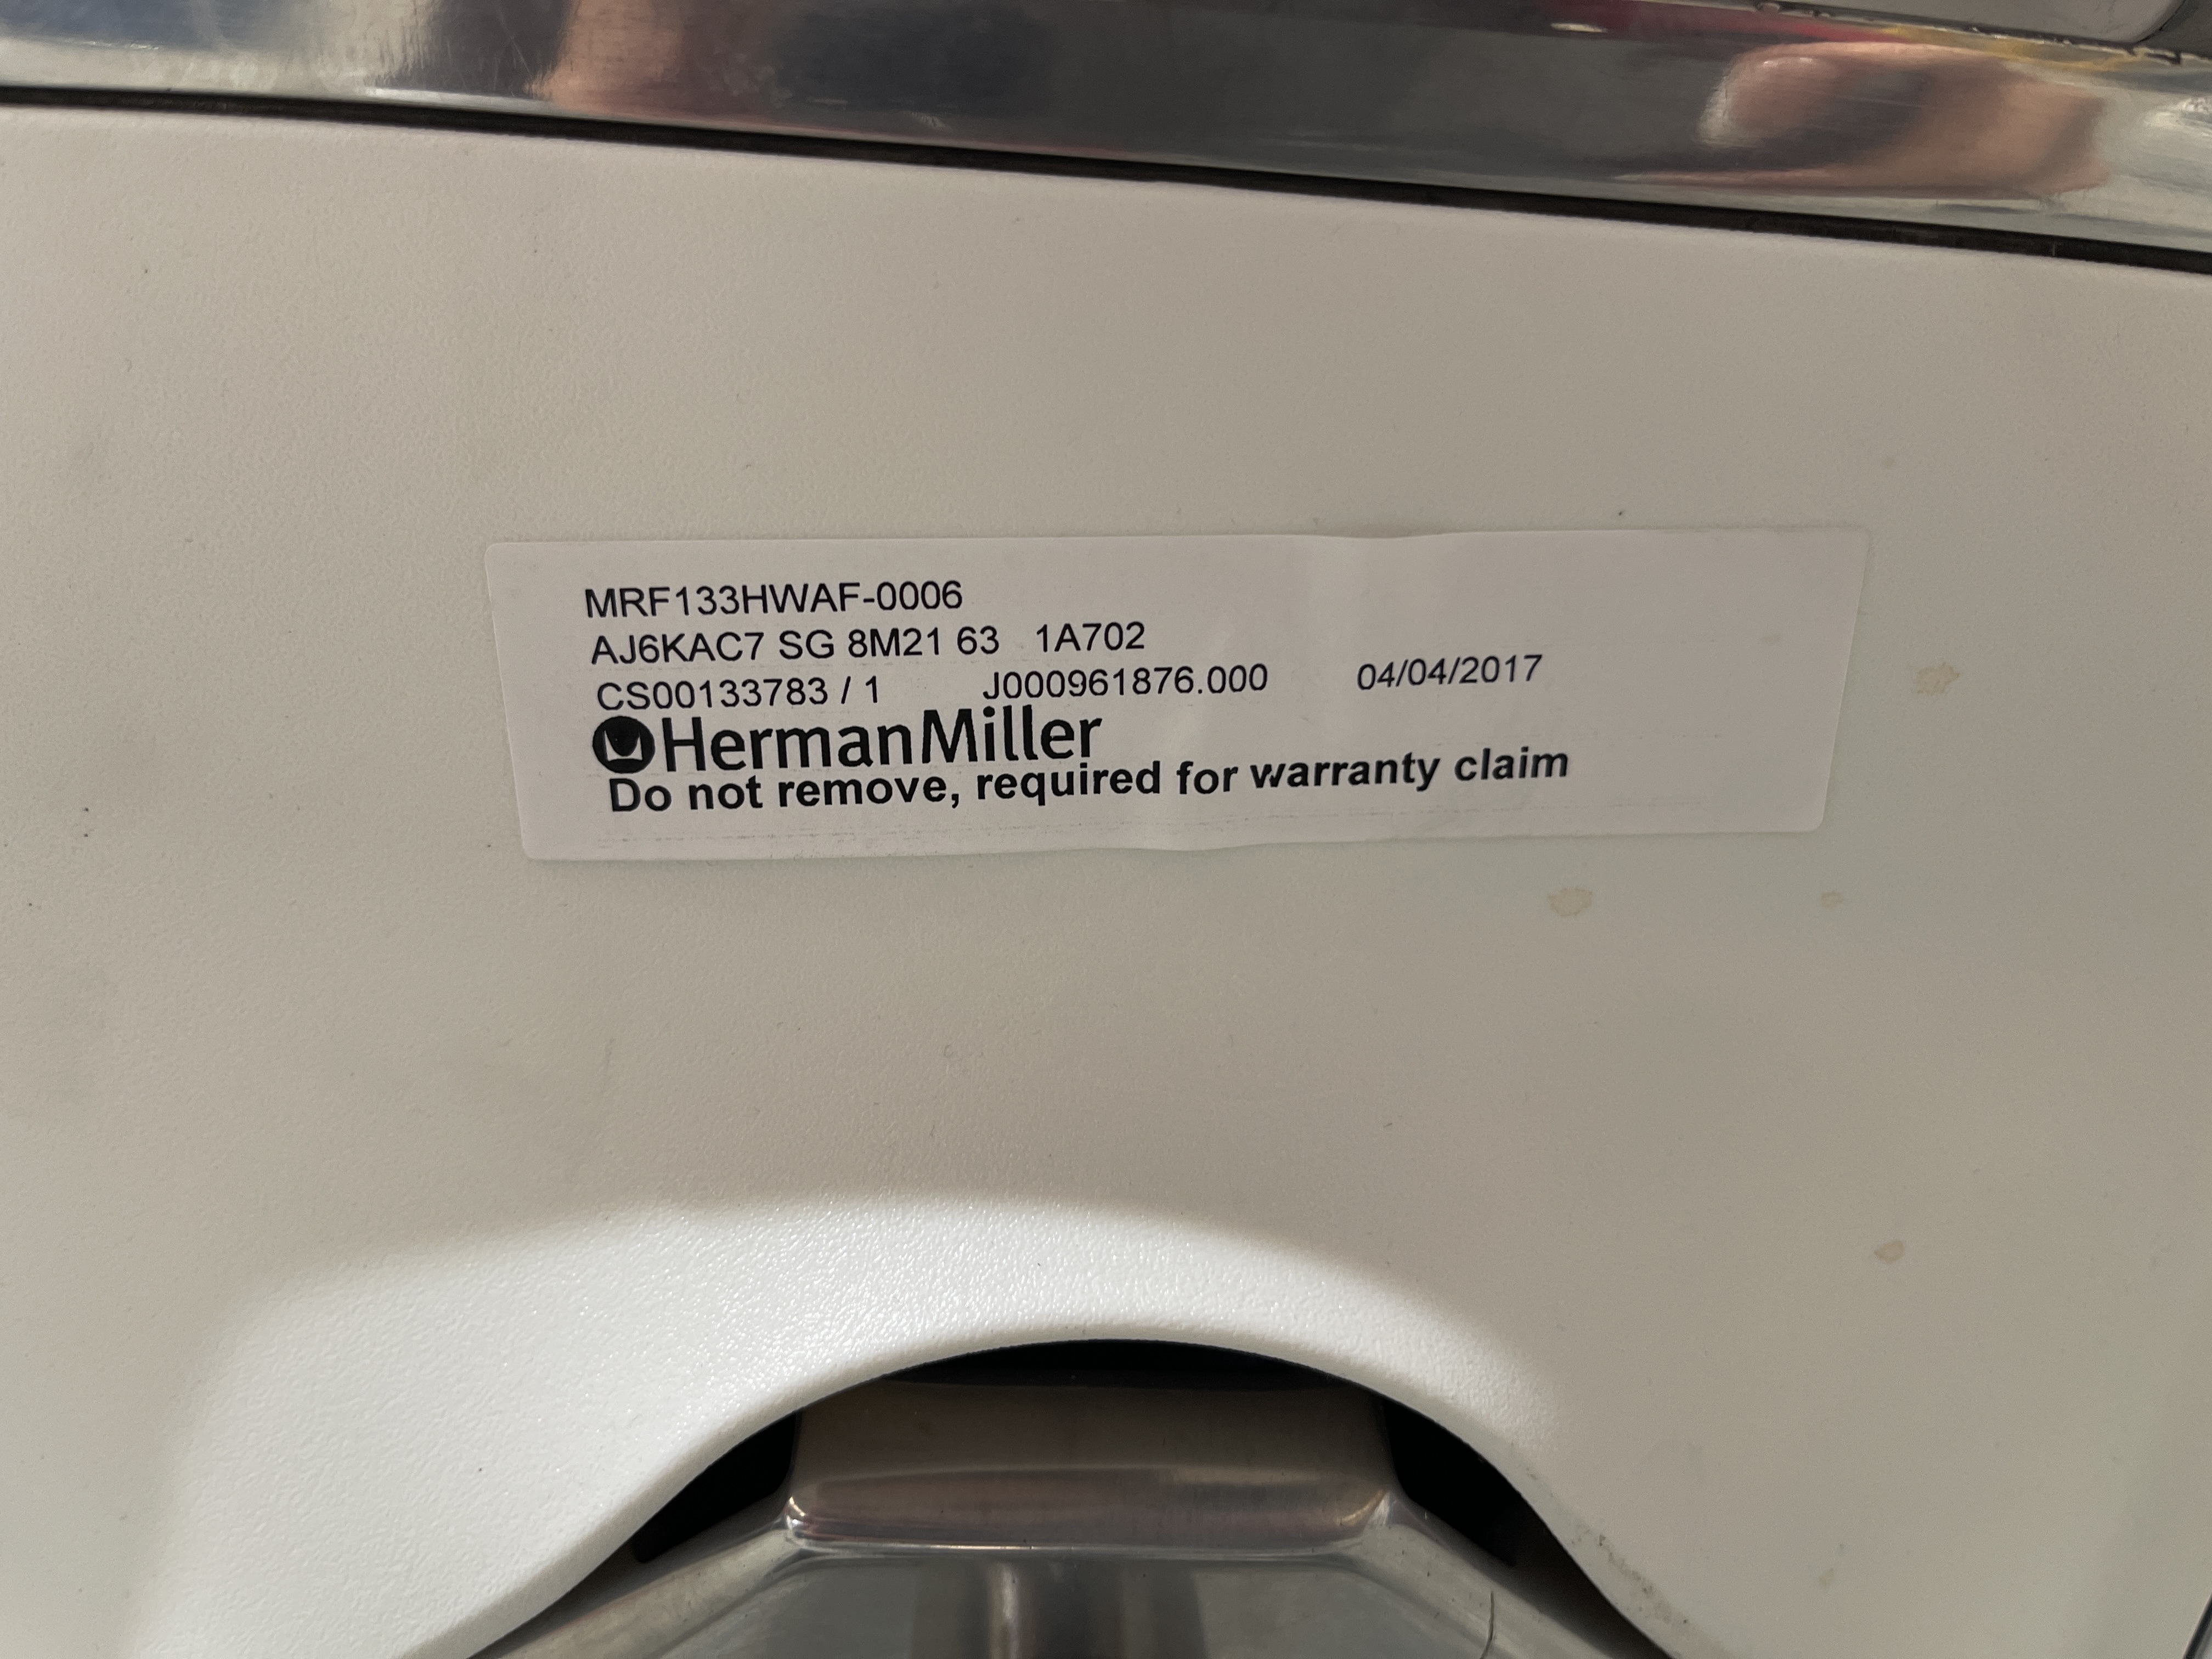 MRF133HWAF-0006
AJ6KAC7 SG 8M21 63 1A702
CS00133783 / 1 J000961876.000 04/04/2017
HermanMiller
Do not remove, required for warranty claim